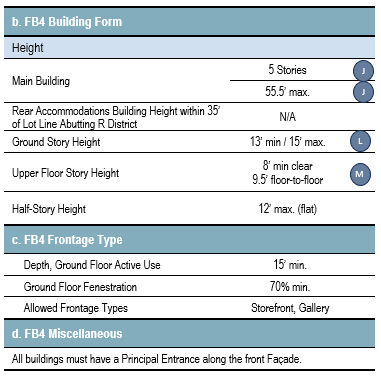 b. FB4 Building Form
Height
Main Building
5 Stories
J
55.5' max.
J
Rear Accommodations Building Height within 35'
of Lot Line Abutting R District
N/A
Ground Story Height
13' min / 15' max.
L
Upper Floor Story Height
8' min clear
9.5' floor-to-floor
M
Half-Story Height
12' max. (flat)
c. FB4 Frontage Type
Depth, Ground Floor Active Use
15' min.
Ground Floor Fenestration
70% min.
Allowed Frontage Types
Storefront, Gallery
d. FB4 Miscellaneous
All buildings must have a Principal Entrance along the front Façade.